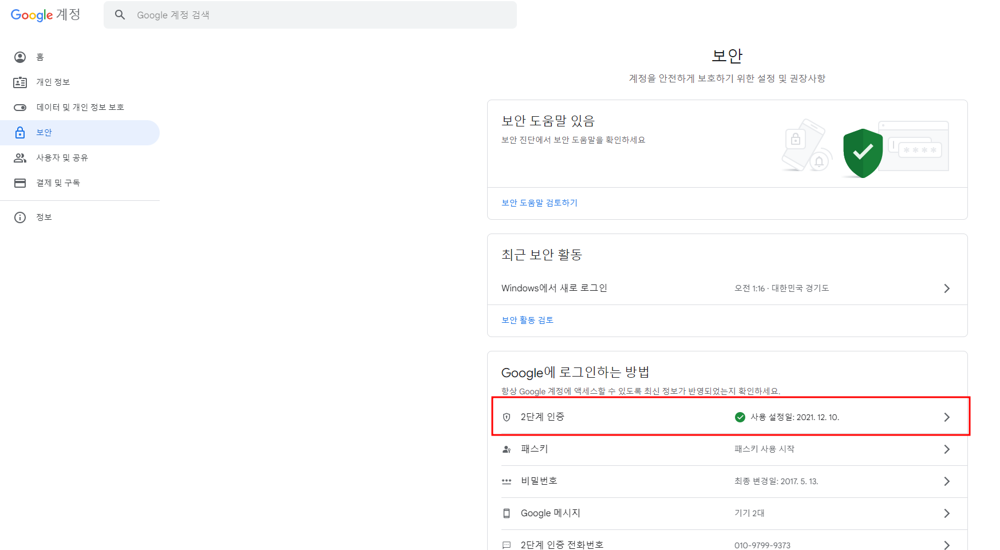 Google 계정
Google 계정 검색
홈
개인 정보
데이터 및 개인 정보 보호
보안
사용자 및 공유
결제 및 구독
정보
보안
계정을 안전하게 보호하기 위한 설정 및 권장사항
보안 도움말 있음
보안 진단에서 보안 도움말을 확인하세요
****
보안 도움말 검토하기
최근 보안 활동
Windows에서 새로 로그인 오전 1:16 · 대한민국 경기도
보안 활동 검토
Google에 로그인하는 방법
항상 Google 계정에 액세스할 수 있도록 최신 정보가 반영되었는지 확인하세요.
2단계 인증 사용 설정일: 2021. 12. 10.
패스키 패스키 사용 시작
비밀번호 최종 변경일: 2017. 5. 13.
Google 메시지 기기 2대
2단계 인증 전화번호 010-9799-9373